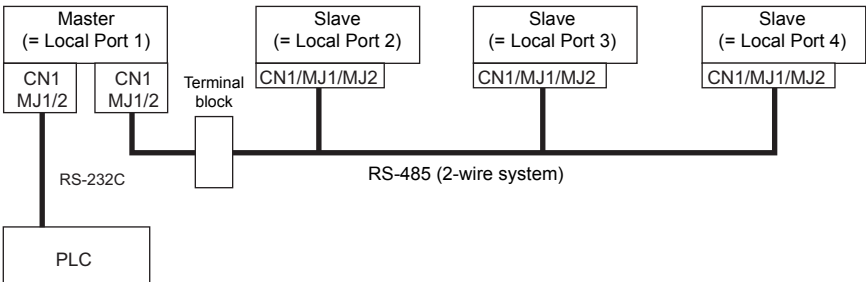 Master
(= Local Port 1)
Slave
(= Local Port 2)
Slave
(= Local Port 3)
Slave
(= Local Port 4)
CN1
MJ1/2
CN1
MJ1/2
Terminal
block
CN1/MJ1/MJ2
CN1/MJ1/MJ2
CN1/MJ1/MJ2
RS-232C
RS-485 (2-wire system)
PLC